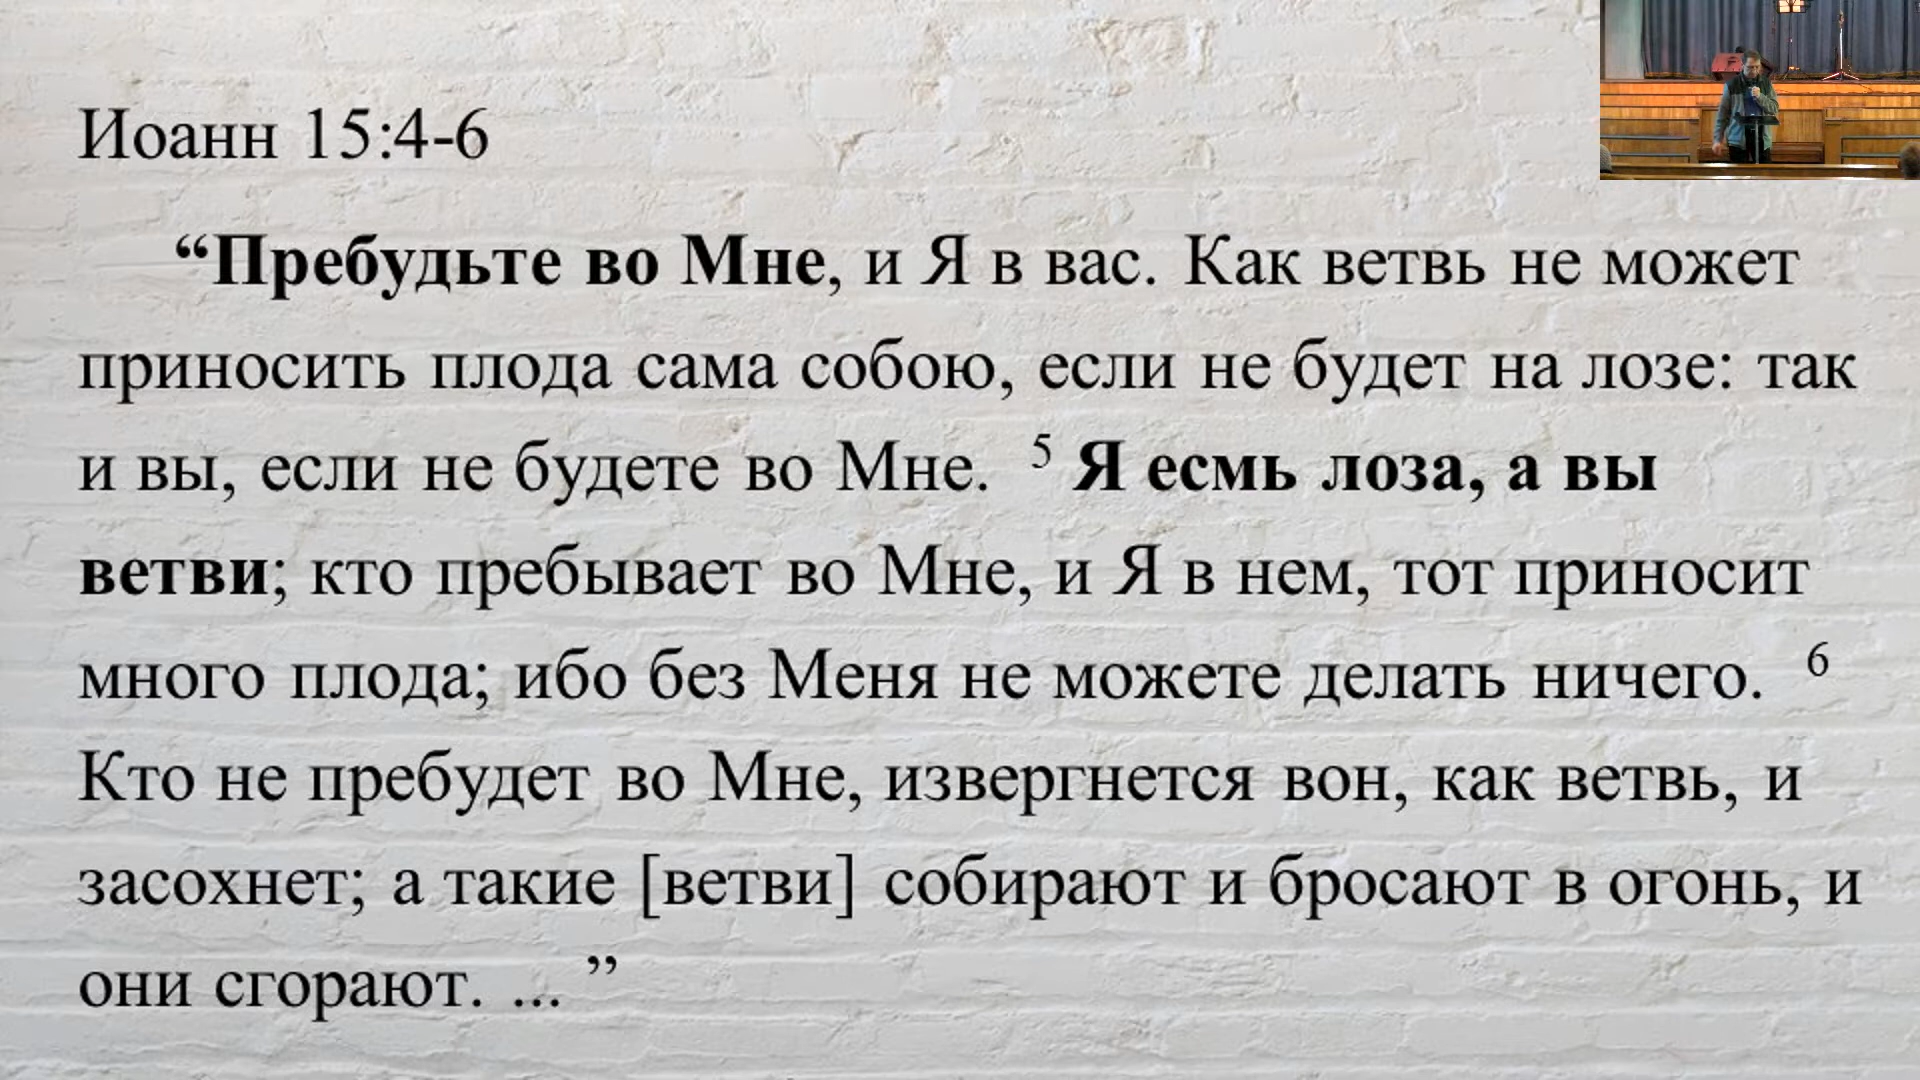 Иоанн 15:4-6
“Пребудьте во Мне, и Я в вас. Как ветвь не может
приносить плода сама собою, если не будет на лозе: так
и вы, если не будете во Мне. 5 Я есмь лоза, а вы
ветви; кто пребывает во Мне, и Я в нем, тот приносит
много плода; ибо без Меня не можете делать ничего. 6
Кто не пребудет во Мне, извергнется вон, как ветвь, и
засохнет; а такие [ветви] собирают и бросают в огонь, и
они сгорают. ... ”